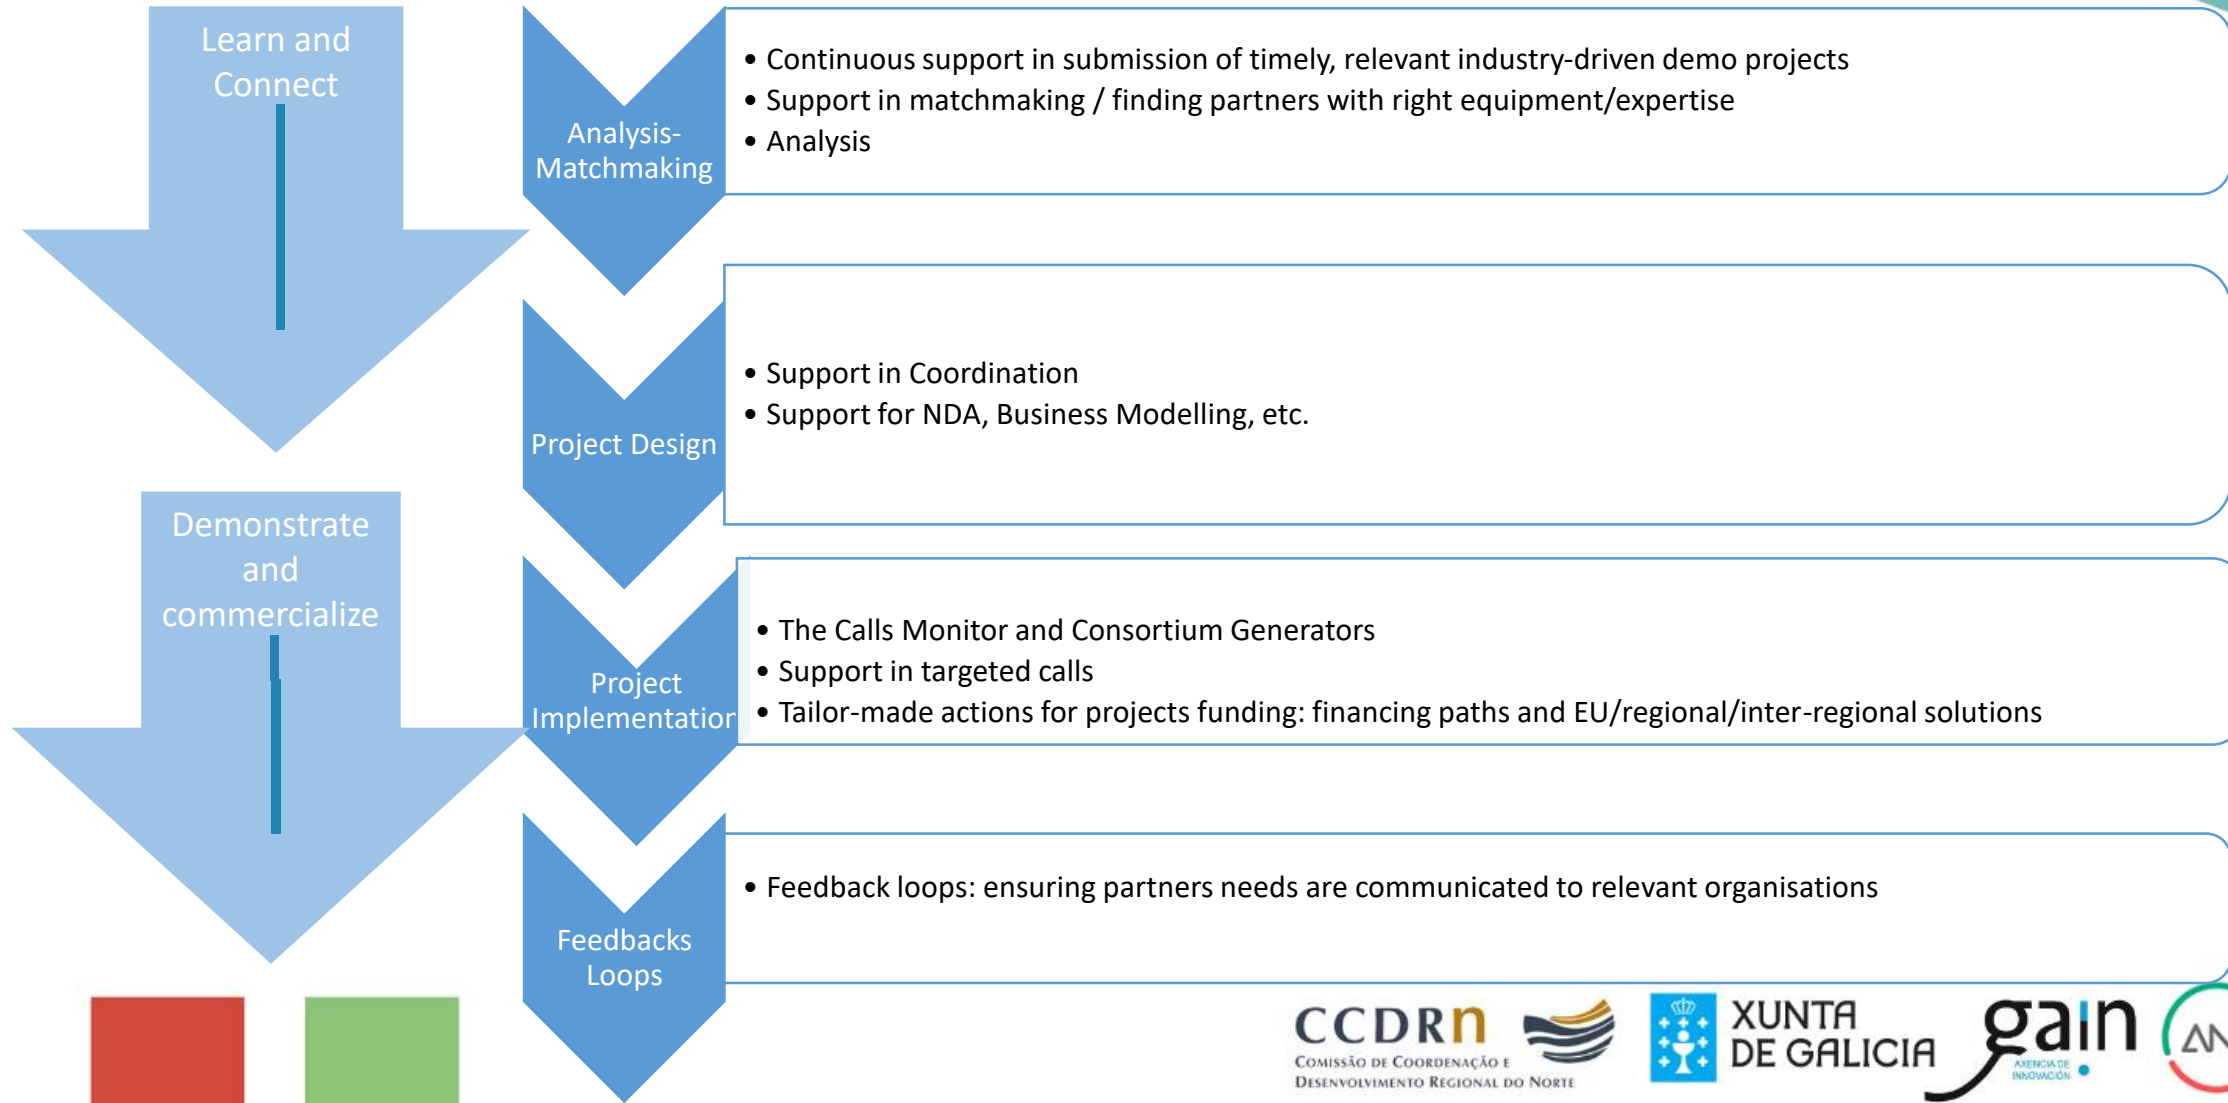 Learn and
Connect
Analysis-
Matchmaking
• Continuous support in submission of timely, relevant industry-driven demo projects
• Support in matchmaking / finding partners with right equipment/expertise
• Analysis
Project Design
• Support in Coordination
• Support for NDA, Business Modelling, etc.
Demonstrate
and
commercialize
Project
Implementation
• The Calls Monitor and Consortium Generators
• Support in targeted calls
• Tailor-made actions for projects funding: financing paths and EU/regional/inter-regional solutions
Feedbacks
Loops
• Feedback loops: ensuring partners needs are communicated to relevant organisations
CCDRn
COMISSÃO DE COORDENAÇÃO E
DESENVOLVIMENTO REGIONAL DO NORTE
XUNTA
DE GALICIA
gain
AXENCIA DE
INNOVACIÓN